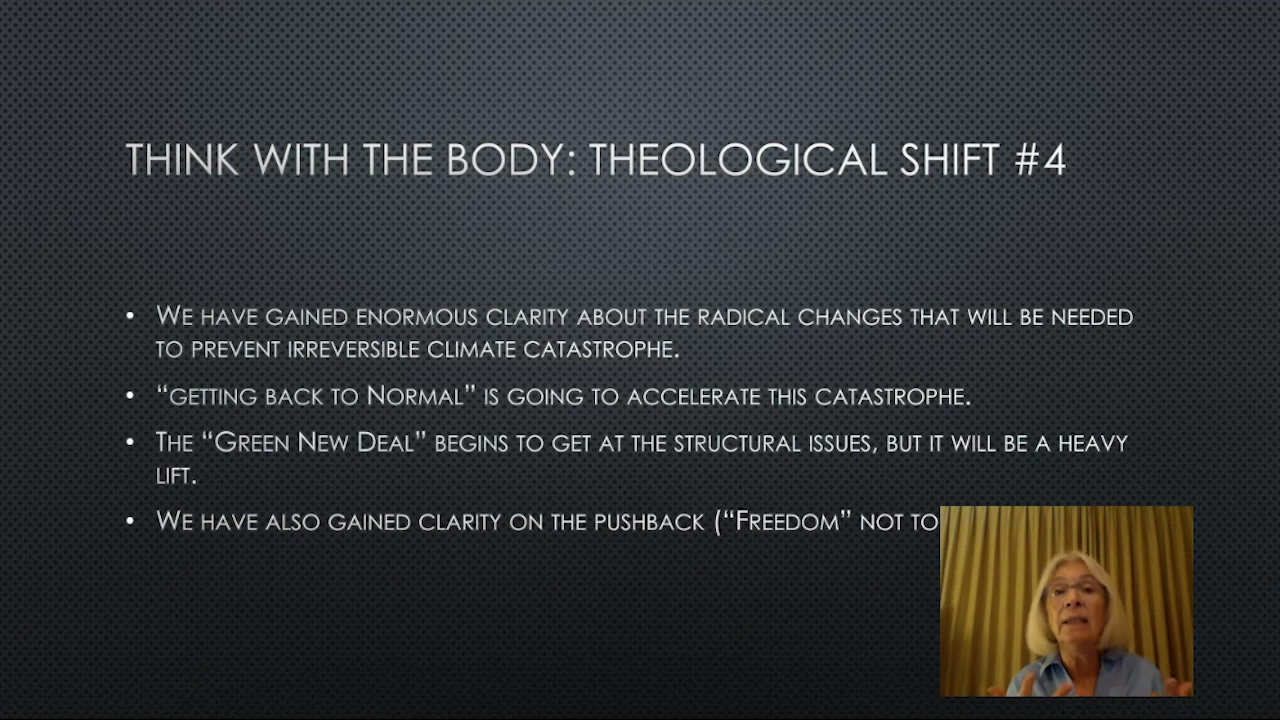 THINK WITH THE BODY: THEOLOGICAL SHIFT #4
• WE HAVE GAINED ENORMOUS CLARITY ABOUT THE RADICAL CHANGES THAT WILL BE NEEDED
TO PREVENT IRREVERSIBLE CLIMATE CATASTROPHE.
• “GETTING BACK TO NORMAL” IS GOING TO ACCELERATE THIS CATASTROPHE.
• THE “GREEN NEW DEAL” BEGINS TO GET AT THE STRUCTURAL ISSUES, BUT IT WILL BE A HEAVY
LIFT.
• WE HAVE ALSO GAINED CLARITY ON THE PUSHBACK (“FREEDOM” NOT TO